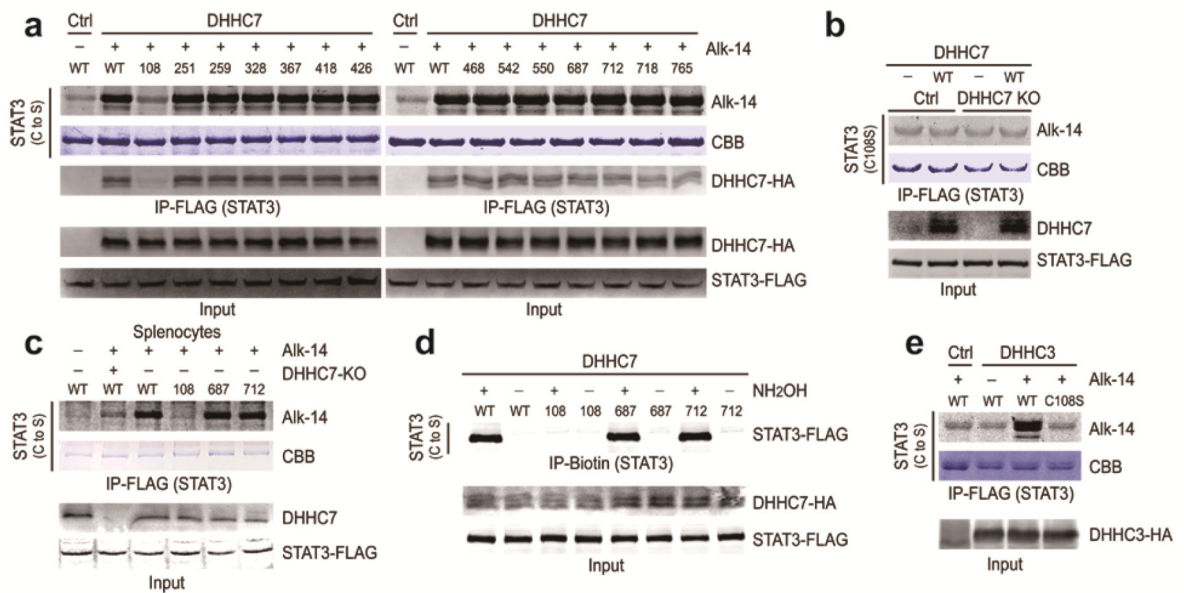 a
Ctrl DHHC7 Ctrl DHHC7
– + + + + + + + + – + + + + + + + + Alk-14
WT WT 108 251 259 328 367 418 426 WT WT 468 542 550 687 712 718 765
STAT3
(C to S)
Alk-14
CBB
DHHC7-HA
IP-FLAG (STAT3) IP-FLAG (STAT3)
DHHC7-HA
STAT3-FLAG
Input Input
b
DHHC7
– WT – WT
Ctrl DHHC7 KO
STAT3
(C108S)
Alk-14
CBB
IP-FLAG (STAT3)
DHHC7
STAT3-FLAG
Input
c
Splenocytes
– + + + + + Alk-14
– + – – – – DHHC7-KO
WT WT WT 108 687 712
STAT3
(C to S)
Alk-14
CBB
IP-FLAG (STAT3)
DHHC7
STAT3-FLAG
Input
d
DHHC7
+ – + – + – + – NH2OH
WT WT 108 108 687 687 712 712
STAT3
(C to S)
STAT3-FLAG
IP-Biotin (STAT3)
DHHC7-HA
STAT3-FLAG
Input
e
Ctrl DHHC3
+ – + + Alk-14
WT WT WT C108S
STAT3
(C to S)
Alk-14
CBB
IP-FLAG (STAT3)
DHHC3-HA
Input